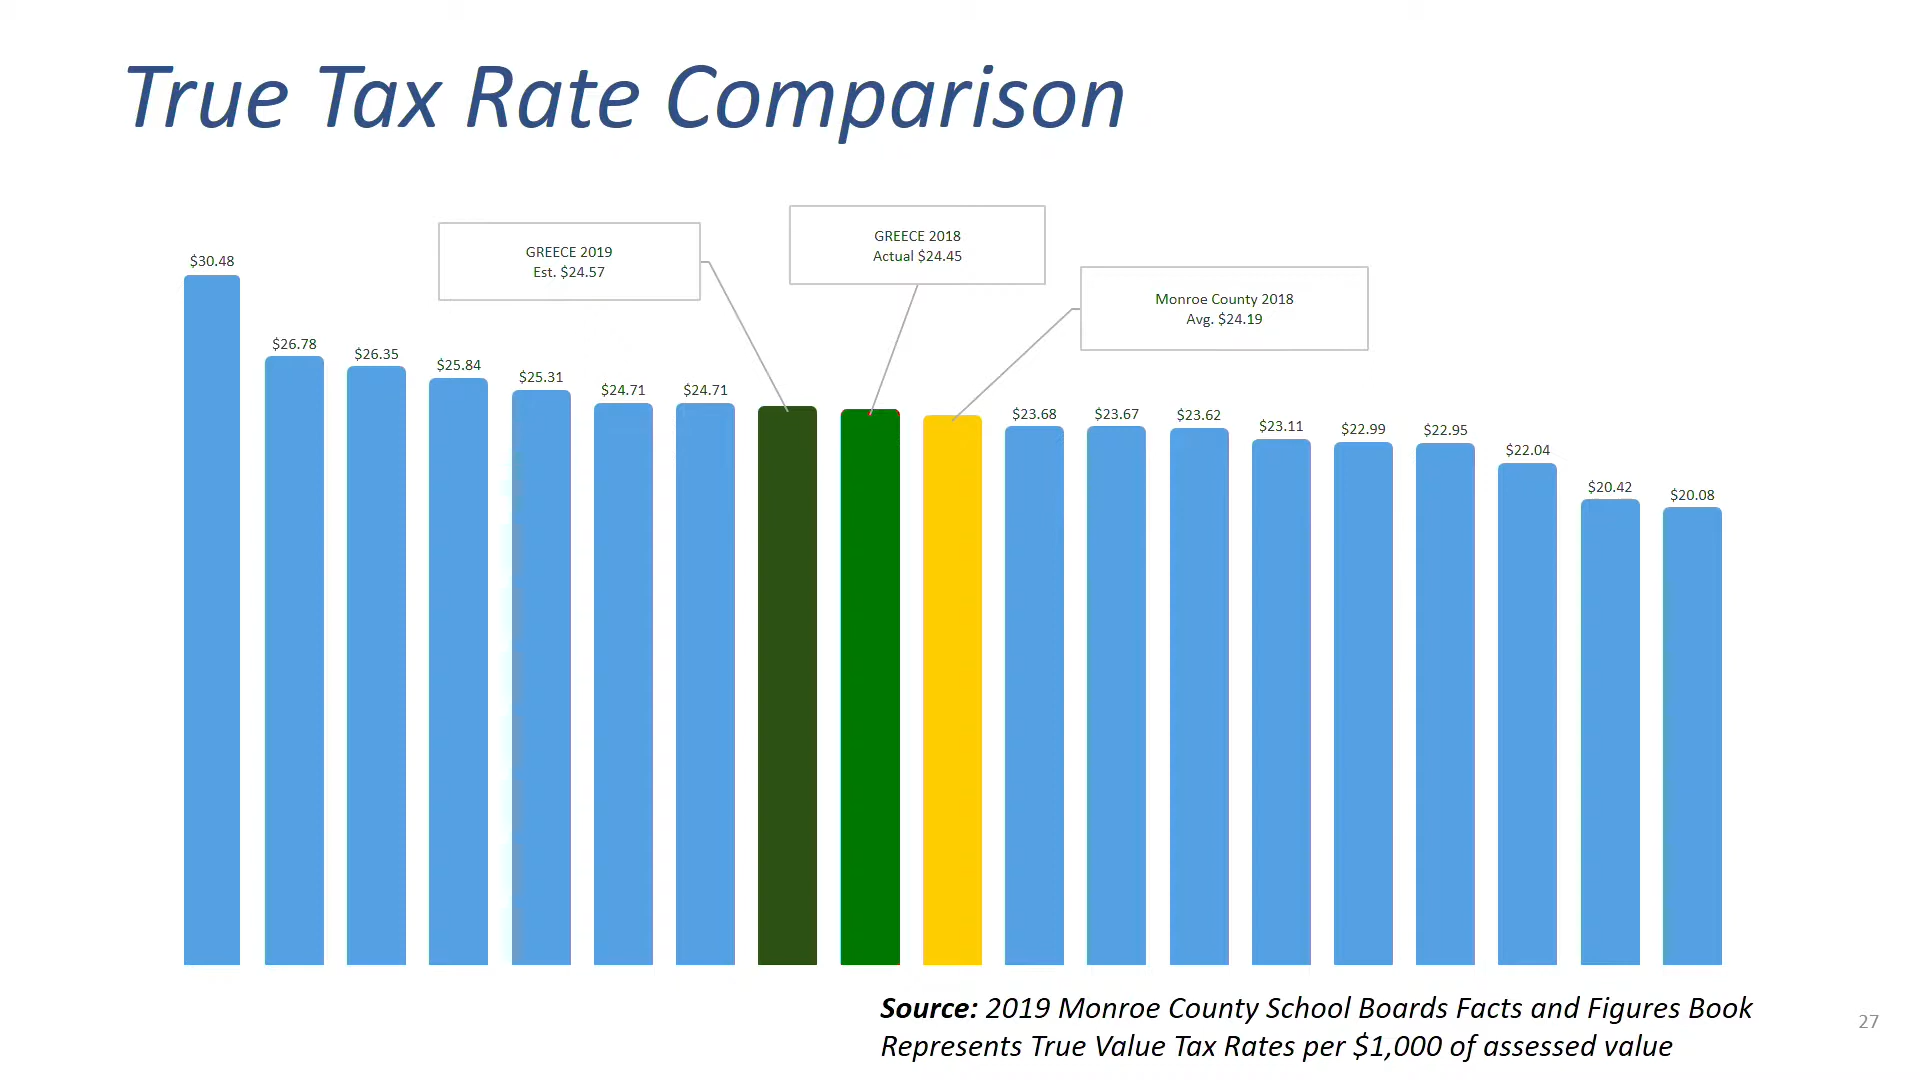 True Tax Rate Comparison
GREECE 2019
Est. $24.57
GREECE 2018
Actual $24.45
Monroe County 2018
Avg. $24.19
$30.48
$26.78
$26.35
$25.84
$25.31
$24.71
$24.71
$23.68
$23.67
$23.62
$23.11
$22.99
$22.95
$22.04
$20.42
$20.08
Source: 2019 Monroe County School Boards Facts and Figures Book
Represents True Value Tax Rates per $1,000 of assessed value
27